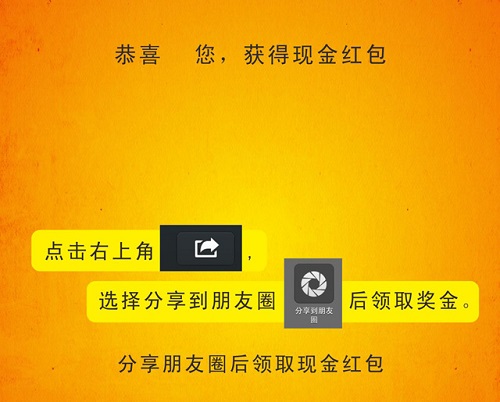 恭喜 您，获得现金红包
点击右上角 ，
选择分享到朋友圈 后领取奖金。
分享到朋友
圈
分享朋友圈后领取现金红包